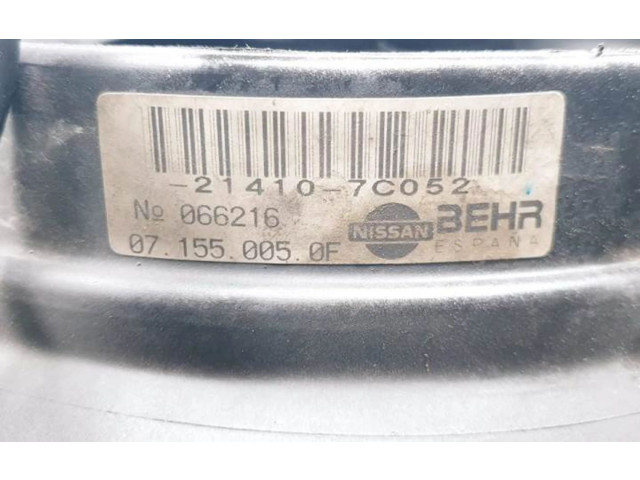 -21410-7C052
№ 066216
07.155.005.0F
NISSAN
BEHR
ESPAÑA